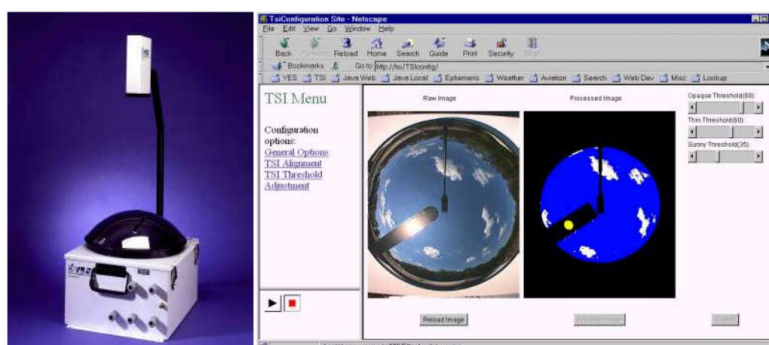 TsiConfiguration Site - Netscape
File Edit View Go Window Help
Back Forward Reload Home Search Guide Print Security Stop
Bookmarks Go to: http://tsi/TSIconfig/
YES TSI Java Web Java Local Ephemeris Weather Aviation Search Web Dev Misc Lookup
TSI Menu
Configuration
options:
General Options
TSI Alignment
TSI Threshold
Adjustment
Raw Image
Processed Image
Opaque Threshold(88):
Thin Threshold(60):
Sunny Threshold(35):
Reload Image